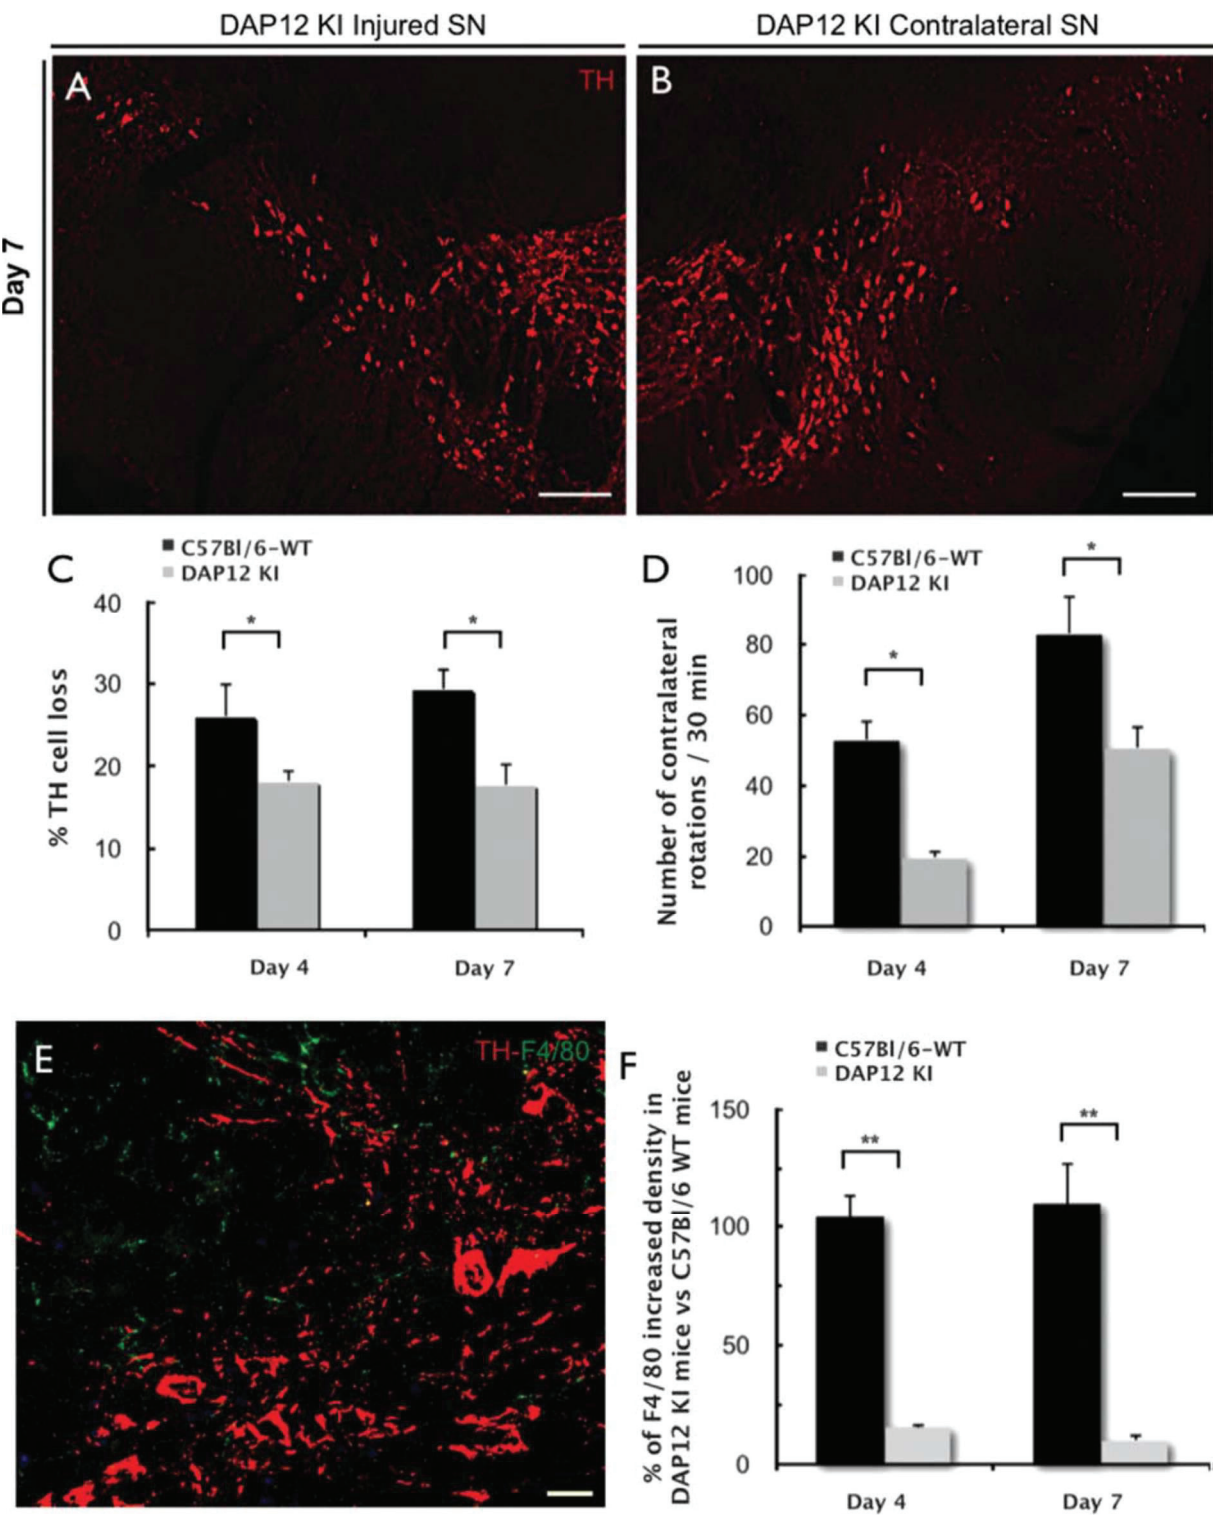 DAP12 KI Injured SN
DAP12 KI Contralateral SN
Day 7
A
TH
B
C
C57Bl/6-WT
DAP12 KI
% TH cell loss
40
30
20
10
0
*
*
Day 4
Day 7
D
C57Bl/6-WT
DAP12 KI
Number of contralateral
rotations / 30 min
100
80
60
40
20
0
*
*
Day 4
Day 7
E
TH-F4/80
F
C57Bl/6-WT
DAP12 KI
% of F4/80 increased density in
DAP12 KI mice vs C57Bl/6 WT mice
150
100
50
0
**
**
Day 4
Day 7